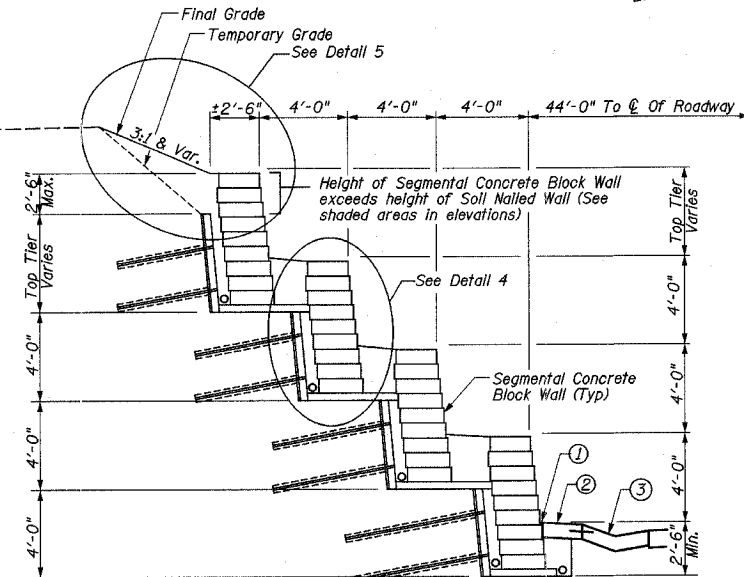 Final Grade
Temporary Grade
See Detail 5
±2'-6"
4'-0"
4'-0"
4'-0"
44'-0" To ℄ Of Roadway
3:1 & Var.
2'-6"
Max.
Height of Segmental Concrete Block Wall
exceeds height of Soil Nailed Wall (See
shaded areas in elevations)
Top Tier
Varies
Top Tier
Varies
See Detail 4
4'-0"
4'-0"
4'-0"
Segmental Concrete
Block Wall (Typ)
4'-0"
4'-0"
1
2
3
4'-0"
4'-0"
2'-6"
Min.